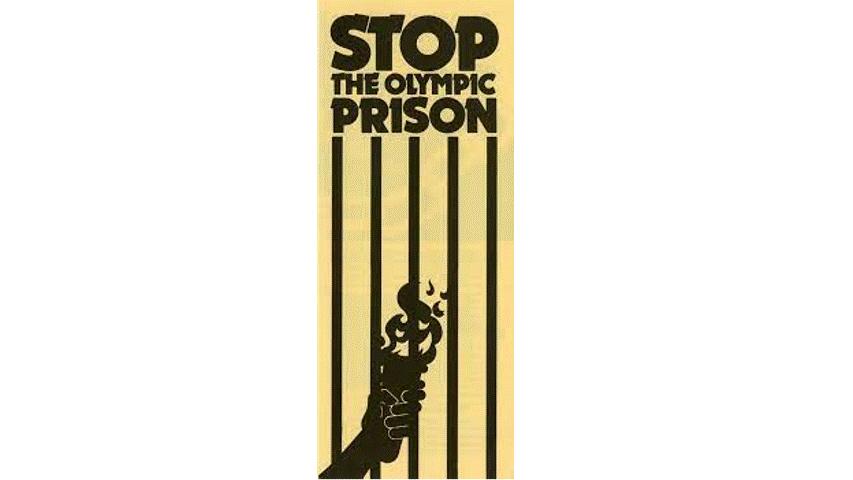 STOP
THE OLYMPIC
PRISON